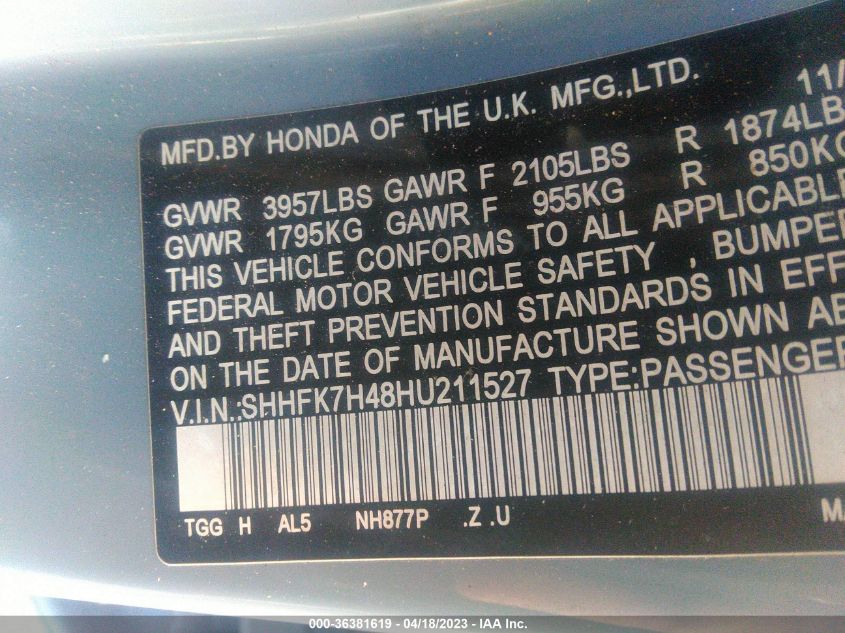 MFD.BY HONDA OF THE U.K. MFG.,LTD. 11/
GVWR 3957LBS GAWR F 2105LBS R 1874LB
GVWR 1795KG GAWR F 955KG R 850KG
THIS VEHICLE CONFORMS TO ALL APPLICABLE
FEDERAL MOTOR VEHICLE SAFETY , BUMPER
AND THEFT PREVENTION STANDARDS IN EFF
ON THE DATE OF MANUFACTURE SHOWN AB
V.I.N.:SHHFK7H48HU211527 TYPE:PASSENGER
TGG H AL5 NH877P .Z .U MA
000-36381619 - 04/18/2023 - IAA Inc.